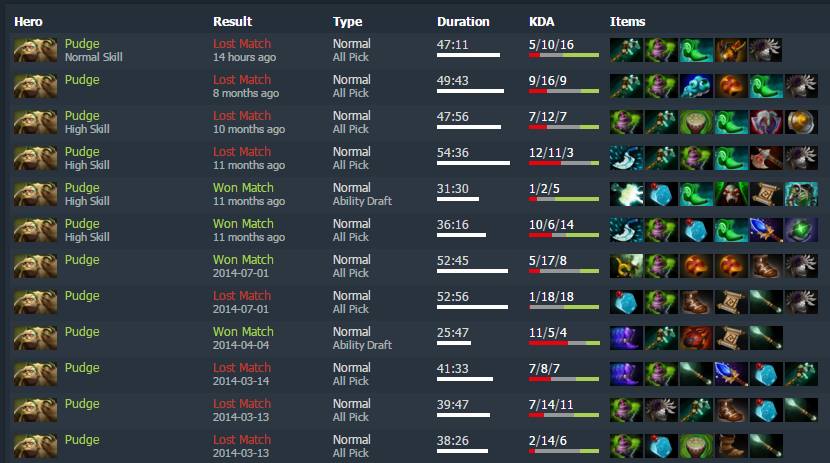 Hero Result Type Duration KDA Items
Pudge Lost Match Normal 47:11 5/10/16
Normal Skill 14 hours ago All Pick
Pudge Lost Match Normal 49:43 9/16/9
8 months ago All Pick
Pudge Lost Match Normal 47:56 7/12/7
High Skill 10 months ago All Pick
Pudge Lost Match Normal 54:36 12/11/3
High Skill 11 months ago All Pick
Pudge Won Match Normal 31:30 1/2/5
High Skill 11 months ago Ability Draft
Pudge Won Match Normal 36:16 10/6/14
High Skill 11 months ago All Pick
Pudge Won Match Normal 52:45 5/17/8
2014-07-01 All Pick
Pudge Lost Match Normal 52:56 1/18/18
2014-07-01 All Pick
Pudge Won Match Normal 25:47 11/5/4
2014-04-04 Ability Draft
Pudge Lost Match Normal 41:33 7/8/7
2014-03-14 All Pick
Pudge Lost Match Normal 39:47 7/14/11
2014-03-13 All Pick
Pudge Lost Match Normal 38:26 2/14/6
2014-03-13 All Pick